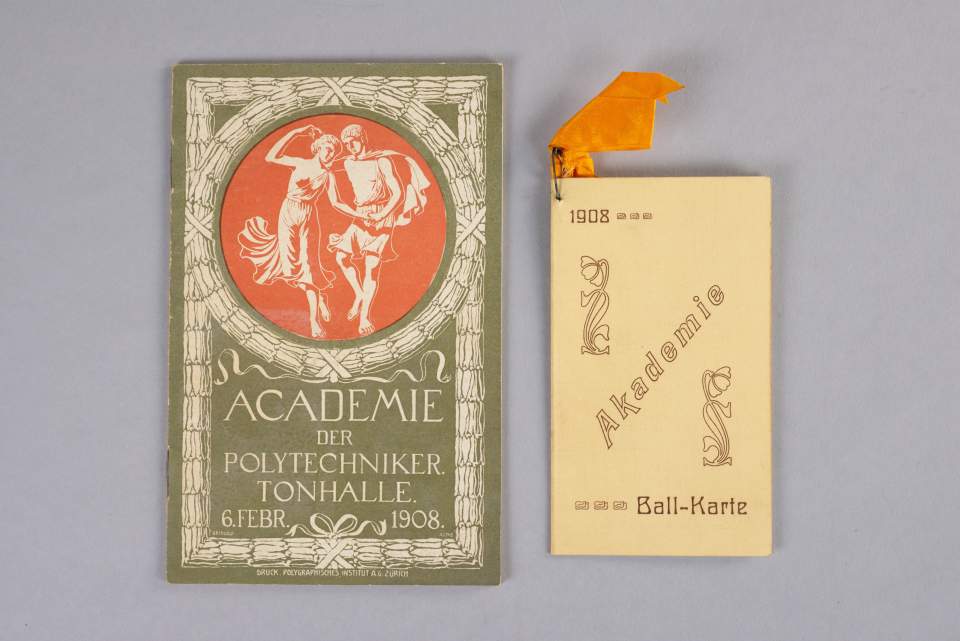 ACADEMIE
DER
POLYTECHNIKER.
TONHALLE.
6.FEBR. 1908.
DRUCK. POLYGRAPHISCHES INSTITUT A.G. ZÜRICH
1908
Akademie
Ball-Karte